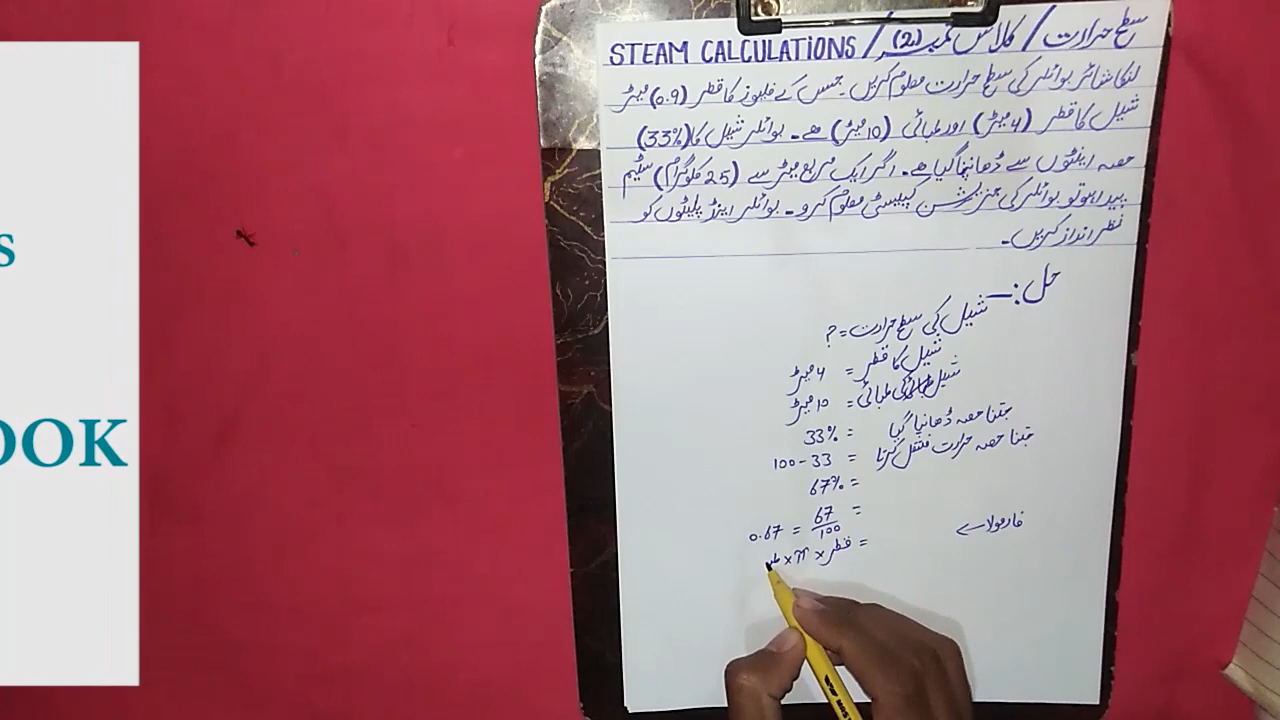 سطح حرارت / کلاس نمبر (2) / STEAM CALCULATIONS
لنکاشائر بوائلر کی سطح حرارت معلوم کریں۔ جس کے فلیوز کا قطر (0.9) میٹر
شیل کا قطر (4 میٹر) اور لمبائی (10 میٹر) ہے۔ بوائلر شیل کا (33%)
حصہ اینٹوں سے ڈھانپا گیا ہے۔ اگر ایک مربع میٹر سے (25 کلوگرام) سٹیم
پیدا ہو تو بوائلر کی جنریشن کپیسٹی معلوم کرو۔ بوائلر اینڈ پلیٹوں کو
نظر انداز کریں۔
حل:—
شیل کی سطح حرارت = ?
شیل کا قطر = 4 میٹر
شیل کی لمبائی = 10 میٹر
جتنا حصہ ڈھانپا گیا = 33%
جتنا حصہ حرارت منتقل کرتا = 100-33
= 67%
= 67/100 = 0.67
فارمولا
= قطر × π ×
S
OOK